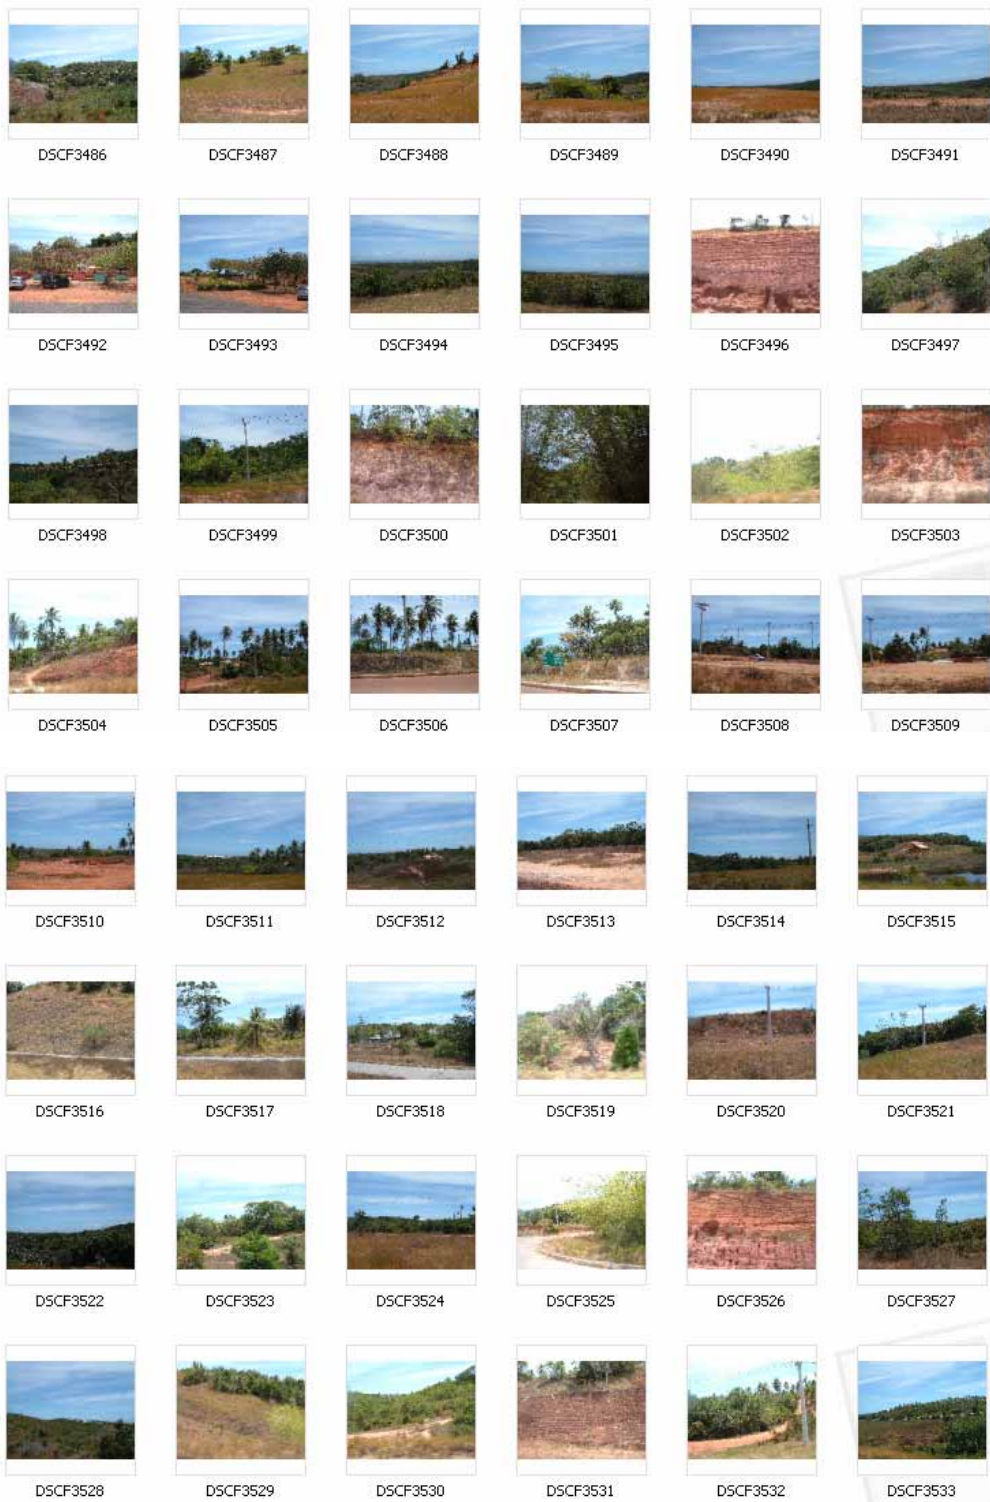 DSCF3486 DSCF3487 DSCF3488 DSCF3489 DSCF3490 DSCF3491
DSCF3492 DSCF3493 DSCF3494 DSCF3495 DSCF3496 DSCF3497
DSCF3498 DSCF3499 DSCF3500 DSCF3501 DSCF3502 DSCF3503
DSCF3504 DSCF3505 DSCF3506 DSCF3507 DSCF3508 DSCF3509
DSCF3510 DSCF3511 DSCF3512 DSCF3513 DSCF3514 DSCF3515
DSCF3516 DSCF3517 DSCF3518 DSCF3519 DSCF3520 DSCF3521
DSCF3522 DSCF3523 DSCF3524 DSCF3525 DSCF3526 DSCF3527
DSCF3528 DSCF3529 DSCF3530 DSCF3531 DSCF3532 DSCF3533